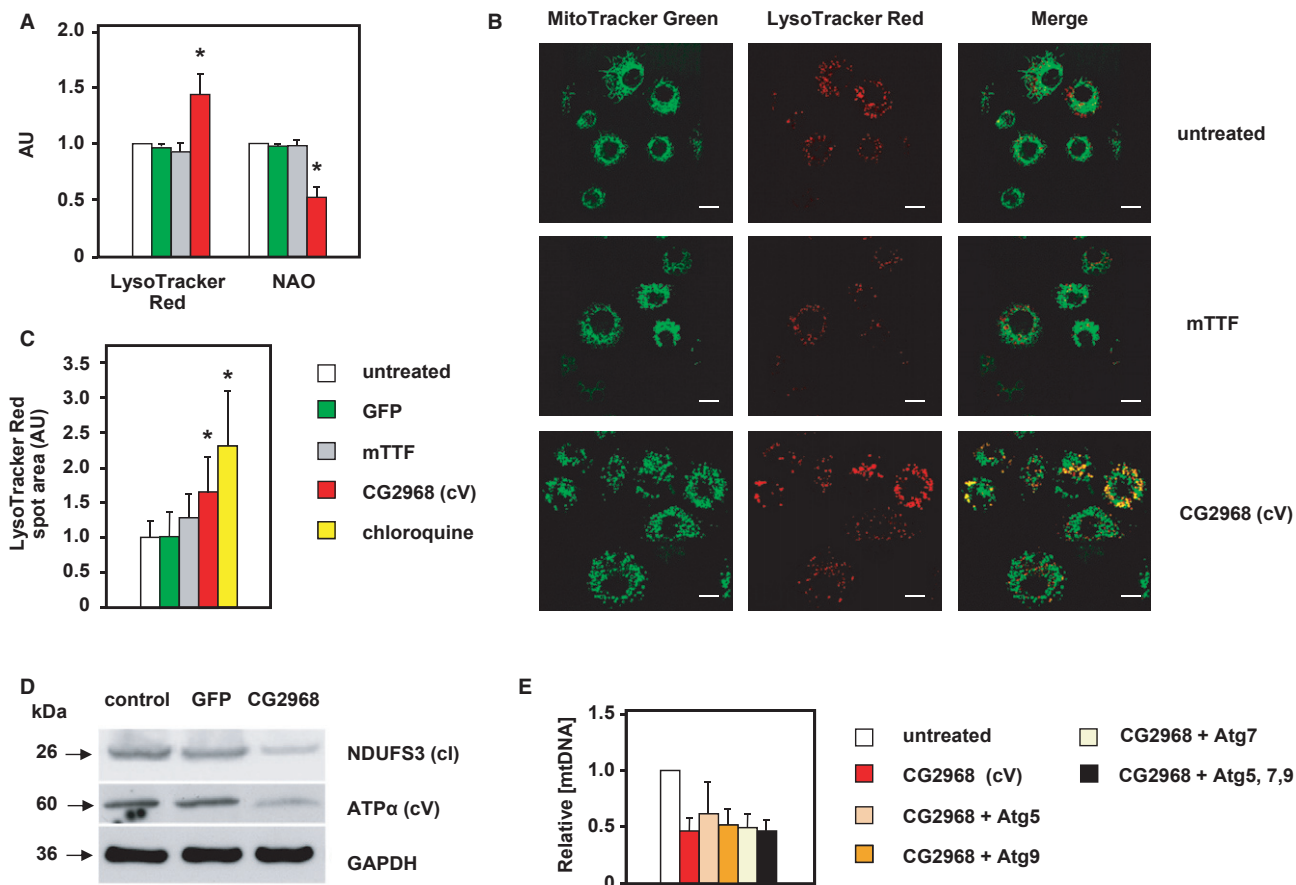 A
2.0
1.5
1.0
0.5
0
AU
*
*
LysoTracker
Red
NAO
B
MitoTracker Green
LysoTracker Red
Merge
untreated
mTTF
CG2968 (cV)
C
3.5
3.0
2.5
2.0
1.5
1.0
0.5
0
LysoTracker Red
spot area (AU)
*
*
untreated
GFP
mTTF
CG2968 (cV)
chloroquine
D
kDa
control
GFP
CG2968
26
NDUFS3 (cI)
60
ATPα (cV)
36
GAPDH
E
Relative [mtDNA]
1.5
1.0
0.5
0
untreated
CG2968 (cV)
CG2968 + Atg5
CG2968 + Atg9
CG2968 + Atg7
CG2968 + Atg5, 7,9